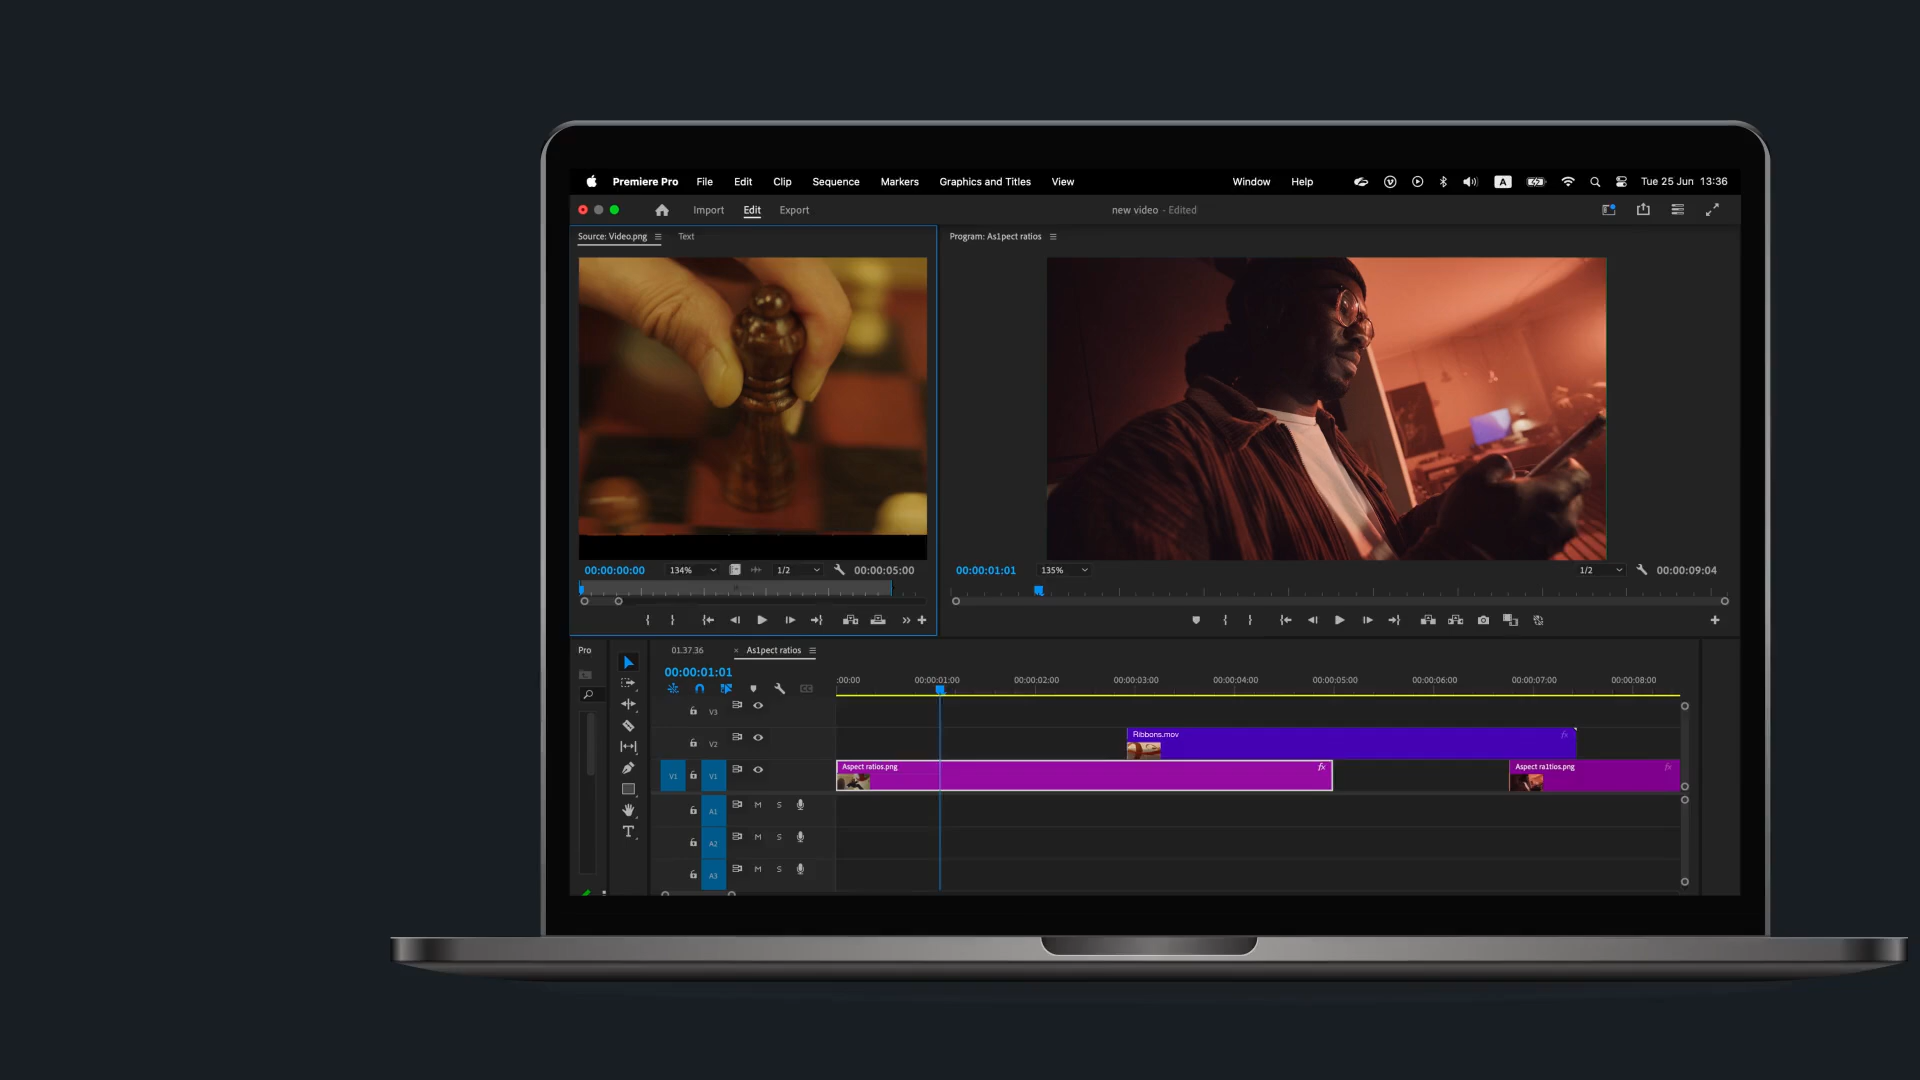 Premiere Pro File Edit Clip Sequence Markers Graphics and Titles View Window Help A Tue 25 Jun 13:36
Import Edit Export new video - Edited
Source: Video.png Text
Program: As1pect ratios
00:00:00:00 134% 1/2 00:00:05:00
00:00:01:01 135% 1/2 00:00:09:04
Pro
01.37.36 × As1pect ratios
00:00:01:01
:00:00 00:00:01:00 00:00:02:00 00:00:03:00 00:00:04:00 00:00:05:00 00:00:06:00 00:00:07:00 00:00:08:00
V3
V2 Ribbons.mov fx
V1 V1 Aspect ratios.png fx Aspect ra1tios.png fx
A1 M S
A2 M S
A3 M S